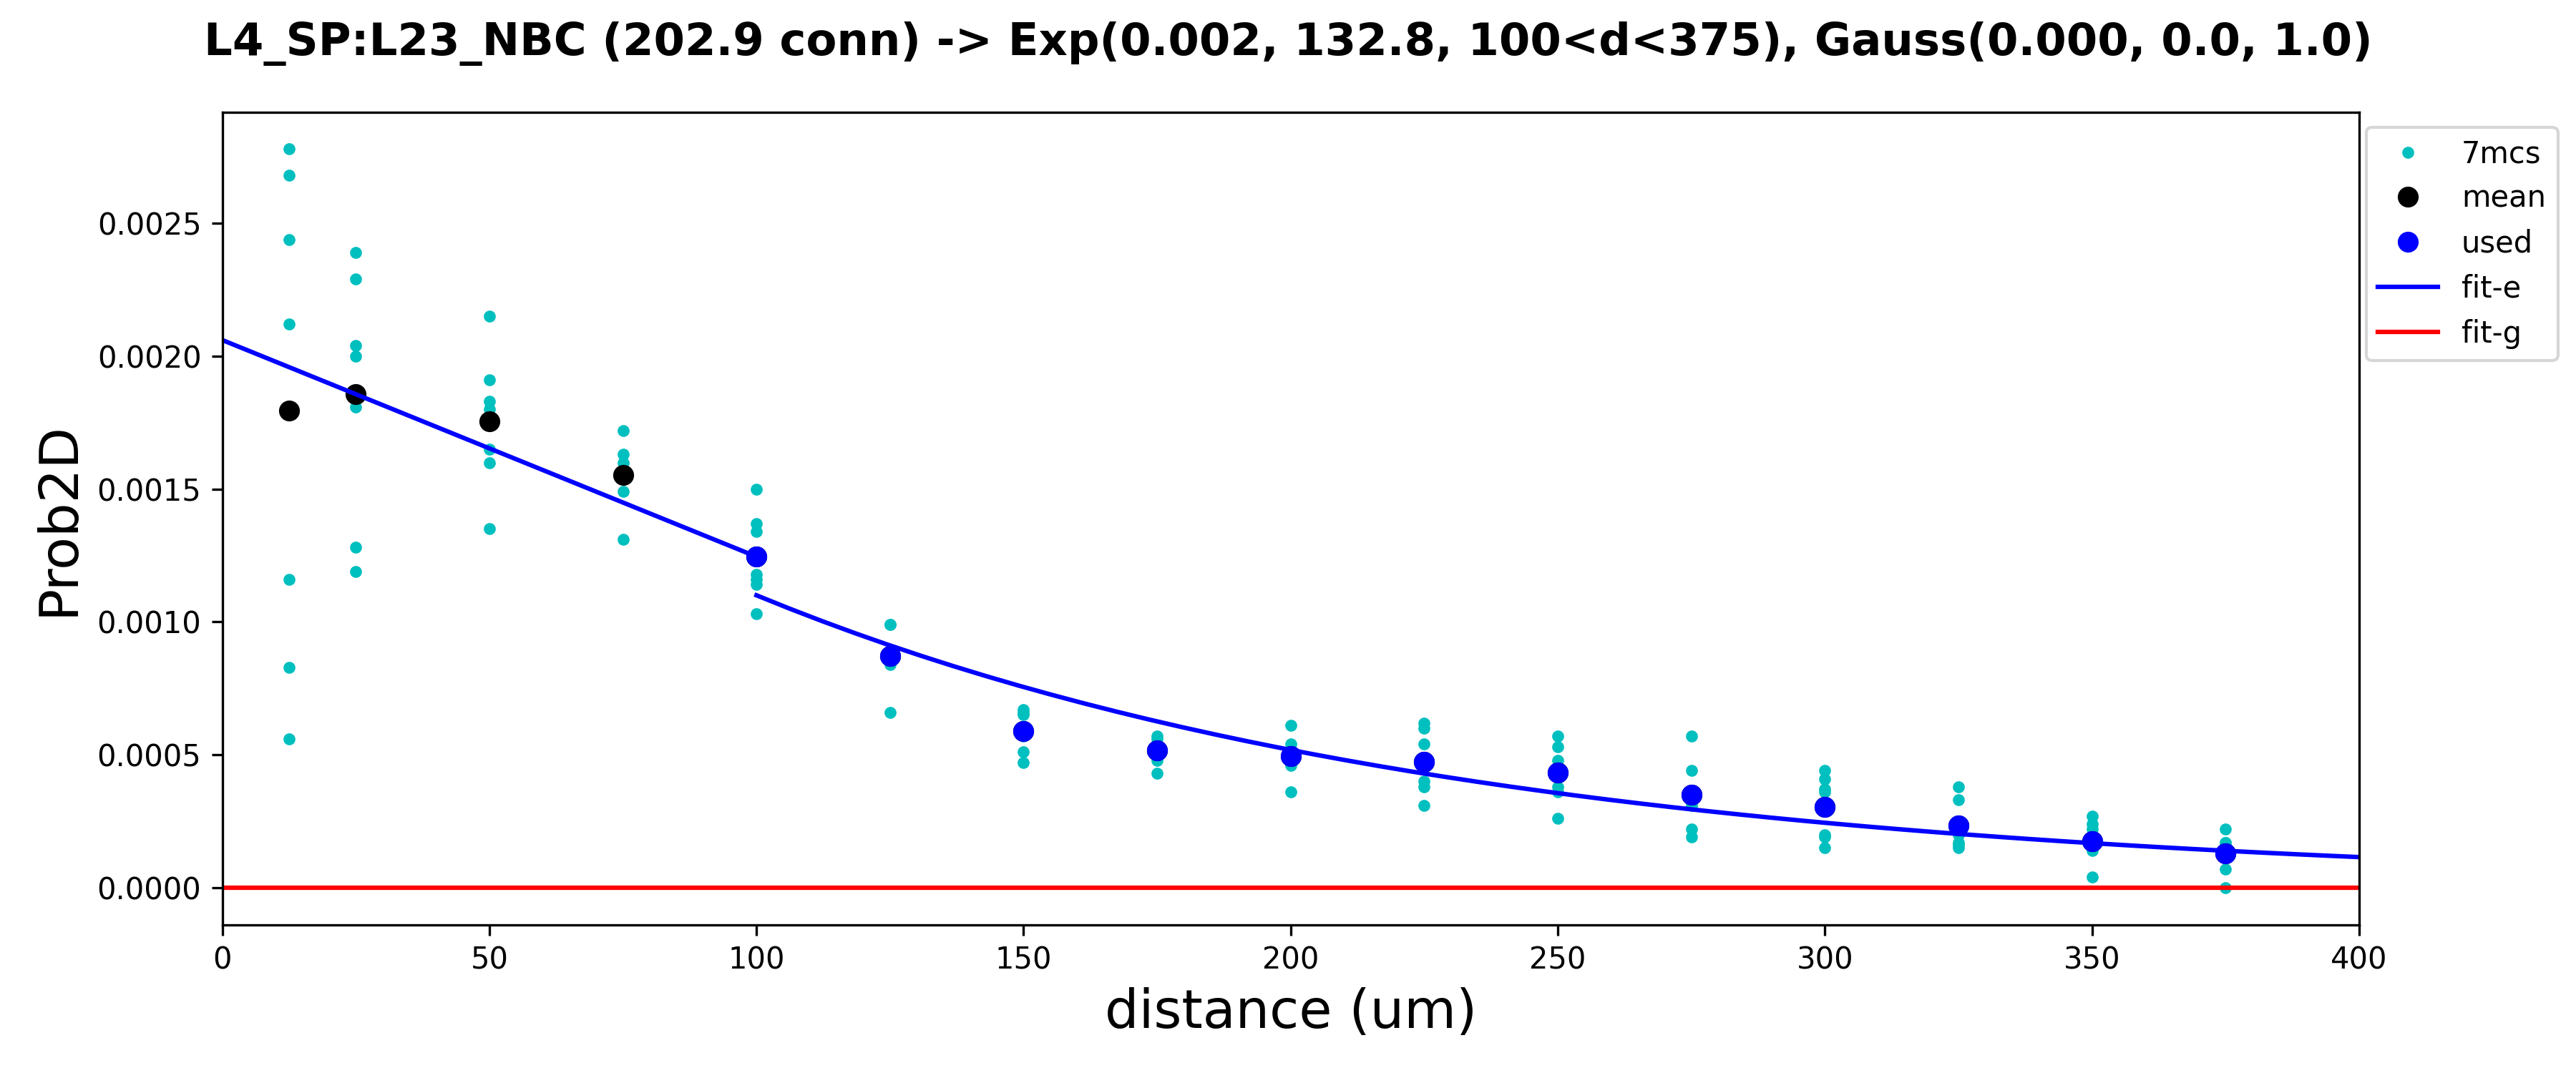 L4_SP:L23_NBC (202.9 conn) -> Exp(0.002, 132.8, 100<d<375), Gauss(0.000, 0.0, 1.0)
7mcs
mean
used
fit-e
fit-g
Prob2D
0.0025
0.0020
0.0015
0.0010
0.0005
0.0000
0 50 100 150 200 250 300 350 400
distance (um)